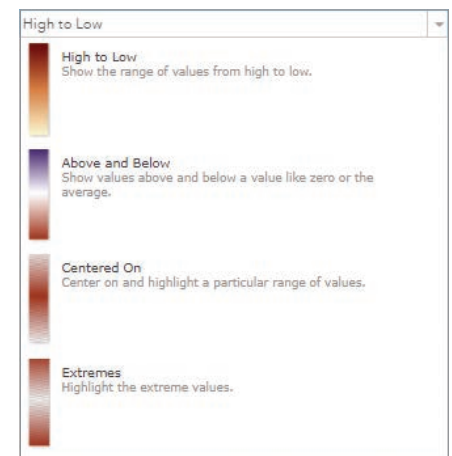 High to Low
High to Low
Show the range of values from high to low.
Above and Below
Show values above and below a value like zero or the
average.
Centered On
Center on and highlight a particular range of values.
Extremes
Highlight the extreme values.